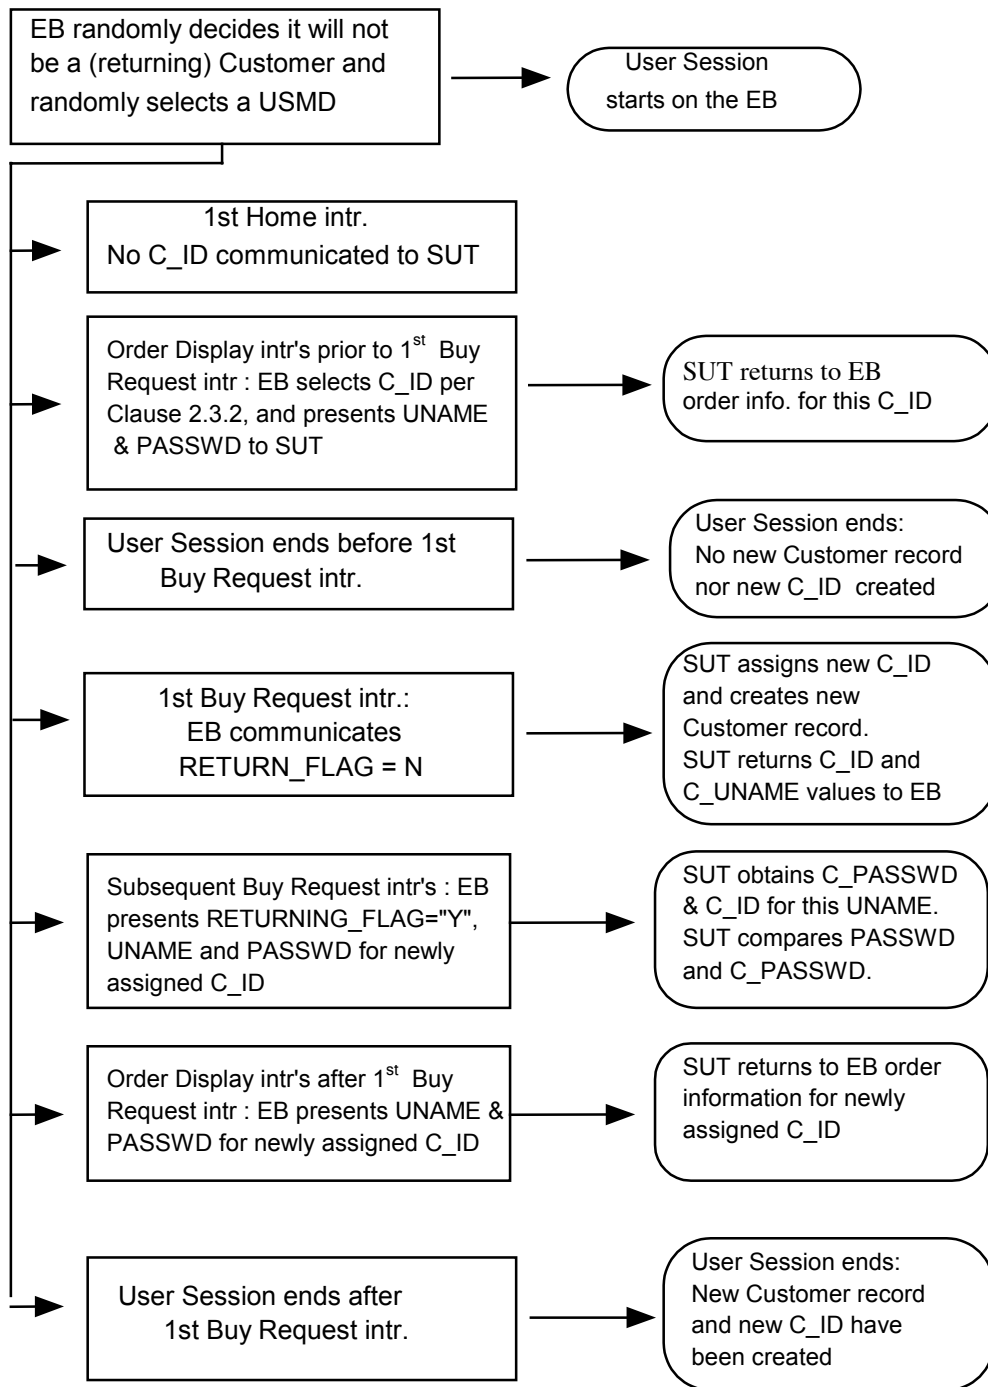 EB randomly decides it will not
be a (returning) Customer and
randomly selects a USMD
User Session
starts on the EB
1st Home intr.
No C_ID communicated to SUT
Order Display intr's prior to 1st Buy
Request intr : EB selects C_ID per
Clause 2.3.2, and presents UNAME
& PASSWD to SUT
SUT returns to EB
order info. for this C_ID
User Session ends before 1st
Buy Request intr.
User Session ends:
No new Customer record
nor new C_ID created
1st Buy Request intr.:
EB communicates
RETURN_FLAG = N
SUT assigns new C_ID
and creates new
Customer record.
SUT returns C_ID and
C_UNAME values to EB
Subsequent Buy Request intr's : EB
presents RETURNING_FLAG="Y",
UNAME and PASSWD for newly
assigned C_ID
SUT obtains C_PASSWD
& C_ID for this UNAME.
SUT compares PASSWD
and C_PASSWD.
Order Display intr's after 1st Buy
Request intr : EB presents UNAME &
PASSWD for newly assigned C_ID
SUT returns to EB order
information for newly
assigned C_ID
User Session ends after
1st Buy Request intr.
User Session ends:
New Customer record
and new C_ID have
been created